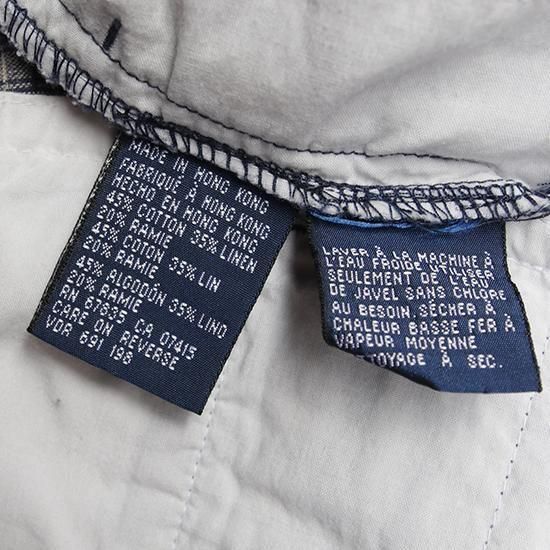 MADE IN HONG KONG
FABRIQUÉ À HONG KONG
HECHO EN HONG KONG
45% COTTON 35% LINEN
20% RAMIE
45% COTON 35% LIN
20% RAMIE
45% ALGODÓN 35% LINO
20% RAMIE
RN 67835 CA 07415
CARE ON REVERSE
VDR 691 198
LAVER À LA MACHINE À
L'EAU FROIDE UTILISER
SEULEMENT DE L'EAU
DE JAVEL SANS CHLORE
AU BESOIN, SÉCHER À
CHALEUR BASSE FER À
VAPEUR MOYENNE
TTOYAGE À SEC.